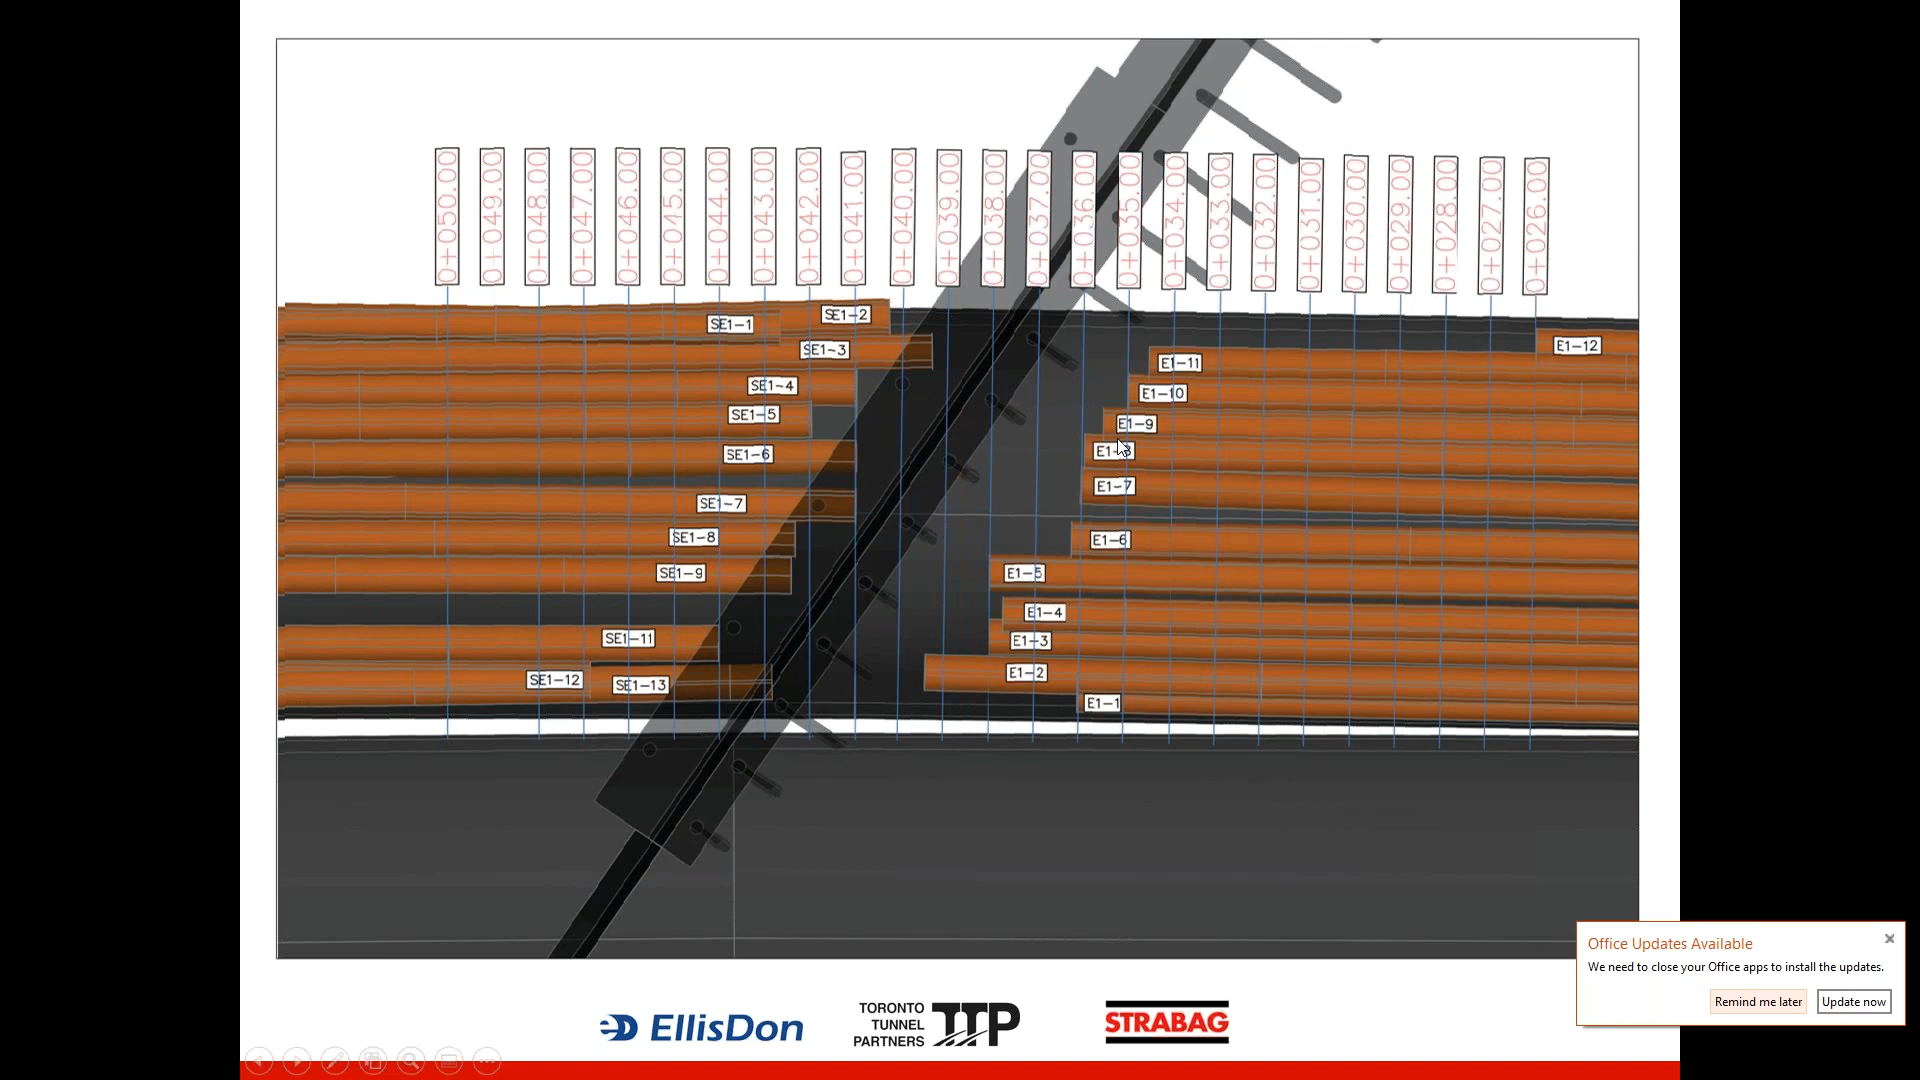 0+050.00
0+049.00
0+048.00
0+047.00
0+046.00
0+045.00
0+044.00
0+043.00
0+042.00
0+041.00
0+040.00
0+039.00
0+038.00
0+037.00
0+036.00
0+035.00
0+034.00
0+033.00
0+032.00
0+031.00
0+030.00
0+029.00
0+028.00
0+027.00
0+026.00
SE1-1
SE1-2
SE1-3
SE1-4
SE1-5
SE1-6
SE1-7
SE1-8
SE1-9
SE1-11
SE1-12
SE1-13
E1-12
E1-11
E1-10
E1-9
E1-8
E1-7
E1-6
E1-5
E1-4
E1-3
E1-2
E1-1
Office Updates Available
We need to close your Office apps to install the updates.
Remind me later
Update now
EllisDon
TORONTO
TUNNEL
PARTNERS
TTP
STRABAG